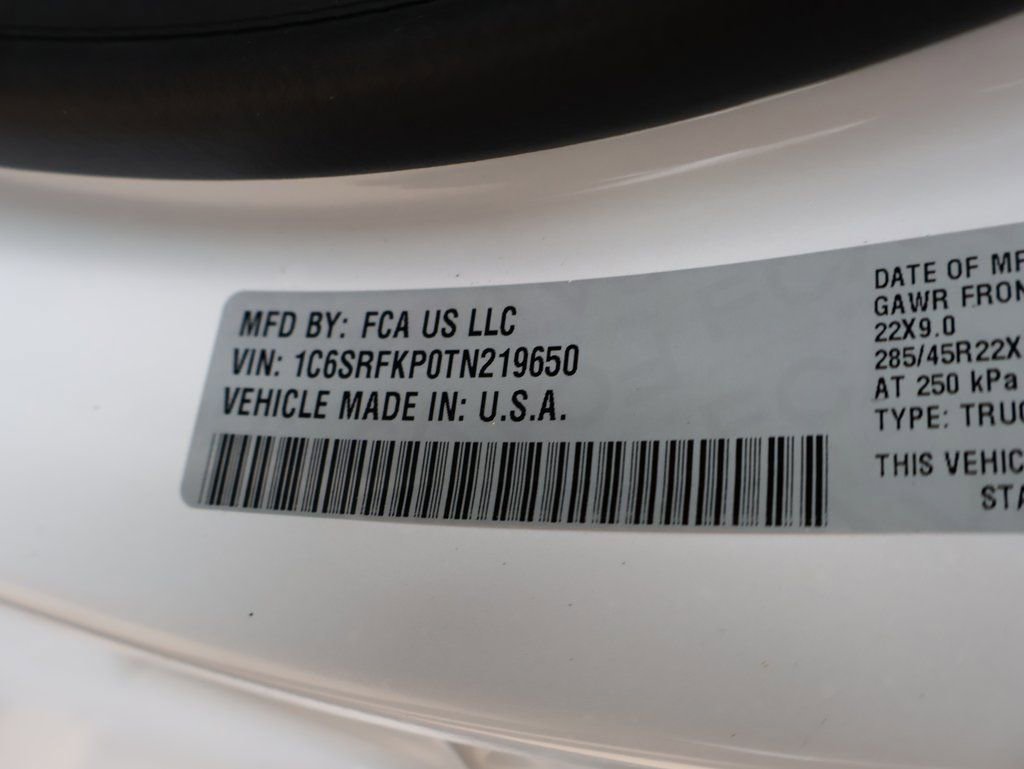 MFD BY: FCA US LLC
VIN: 1C6SRFKP0TN219650
VEHICLE MADE IN: U.S.A.
DATE OF MF
GAWR FRON
22X9.0
285/45R22X
AT 250 kPa
TYPE: TRUC
THIS VEHIC
STA